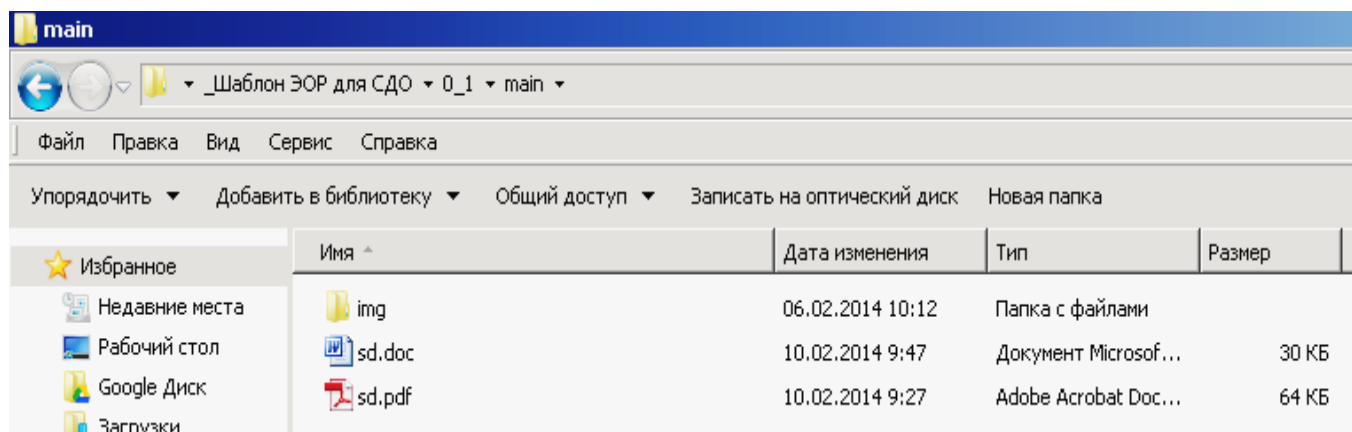 main
_Шаблон ЭОР для СДО 0_1 main
Файл Правка Вид Сервис Справка
Упорядочить Добавить в библиотеку Общий доступ Записать на оптический диск Новая папка
Избранное Имя Дата изменения Тип Размер
Недавние места img 06.02.2014 10:12 Папка с файлами
Рабочий стол sd.doc 10.02.2014 9:47 Документ Microsof... 30 КБ
Google Диск sd.pdf 10.02.2014 9:27 Adobe Acrobat Doc... 64 КБ
Загрузки